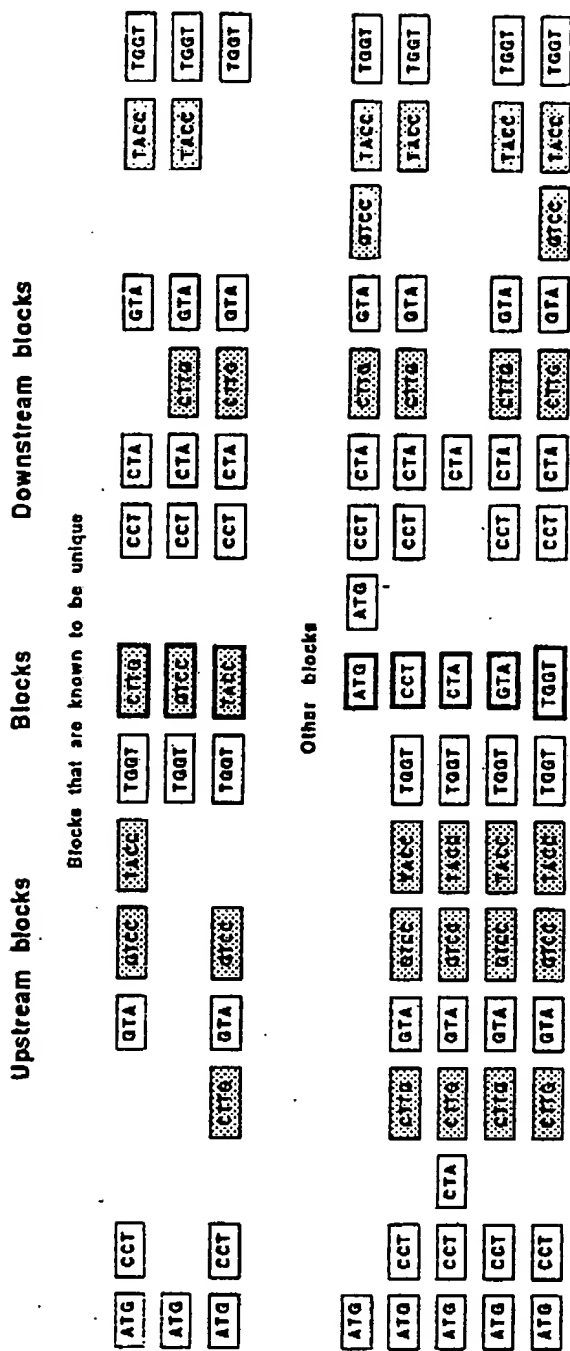 Upstream blocks Blocks Downstream blocks
Blocks that are known to be unique
ATG CCT GTA GTCC TACC TGGT CTTG CCT CTA GTA TACC TGGT
ATG TGGT GTCC CCT CTA CTTG GTA TACC TGGT
ATG CCT CTTG GTA GTCC TGGT TACC CCT CTA CTTG GTA TGGT
Other blocks
ATG ATG ATG CCT CTA CTTG GTA GTCC TACC TGGT
ATG CCT CTTG GTA GTCC TACC TGGT CCT CCT CTA CTTG GTA TACC TGGT
ATG CCT CTA CTTG GTA GTCC TACC TGGT CTA CTA
ATG CCT CTTG GTA GTCC TACC TGGT GTA CCT CTA CTTG GTA TACC TGGT
ATG CCT CTTG GTA GTCC TACC TGGT TGGT CCT CTA CTTG GTA GTCC TACC TGGT